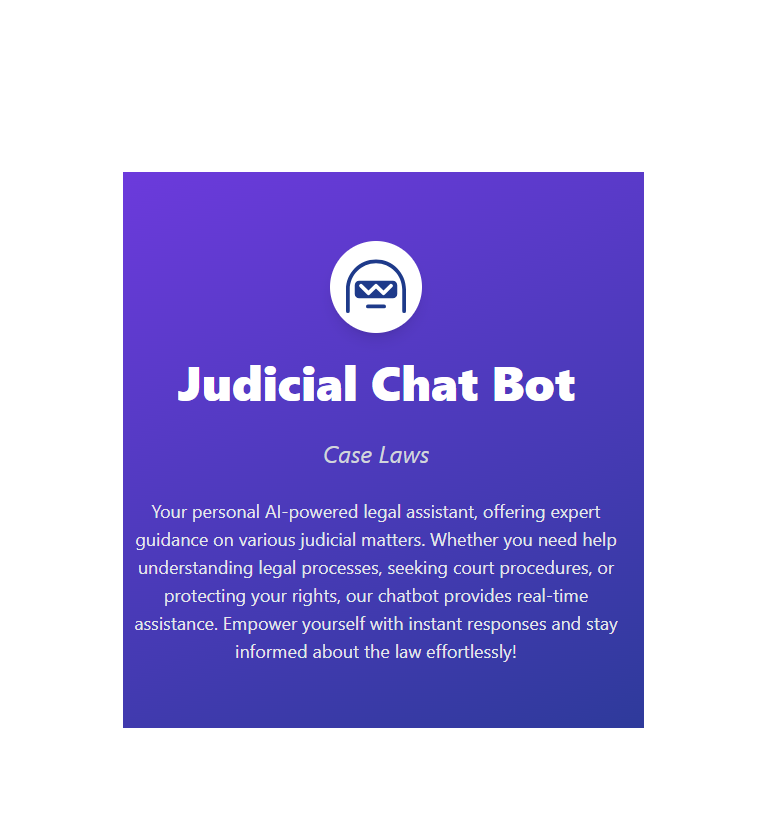 Judicial Chat Bot
Case Laws
Your personal AI-powered legal assistant, offering expert
guidance on various judicial matters. Whether you need help
understanding legal processes, seeking court procedures, or
protecting your rights, our chatbot provides real-time
assistance. Empower yourself with instant responses and stay
informed about the law effortlessly!